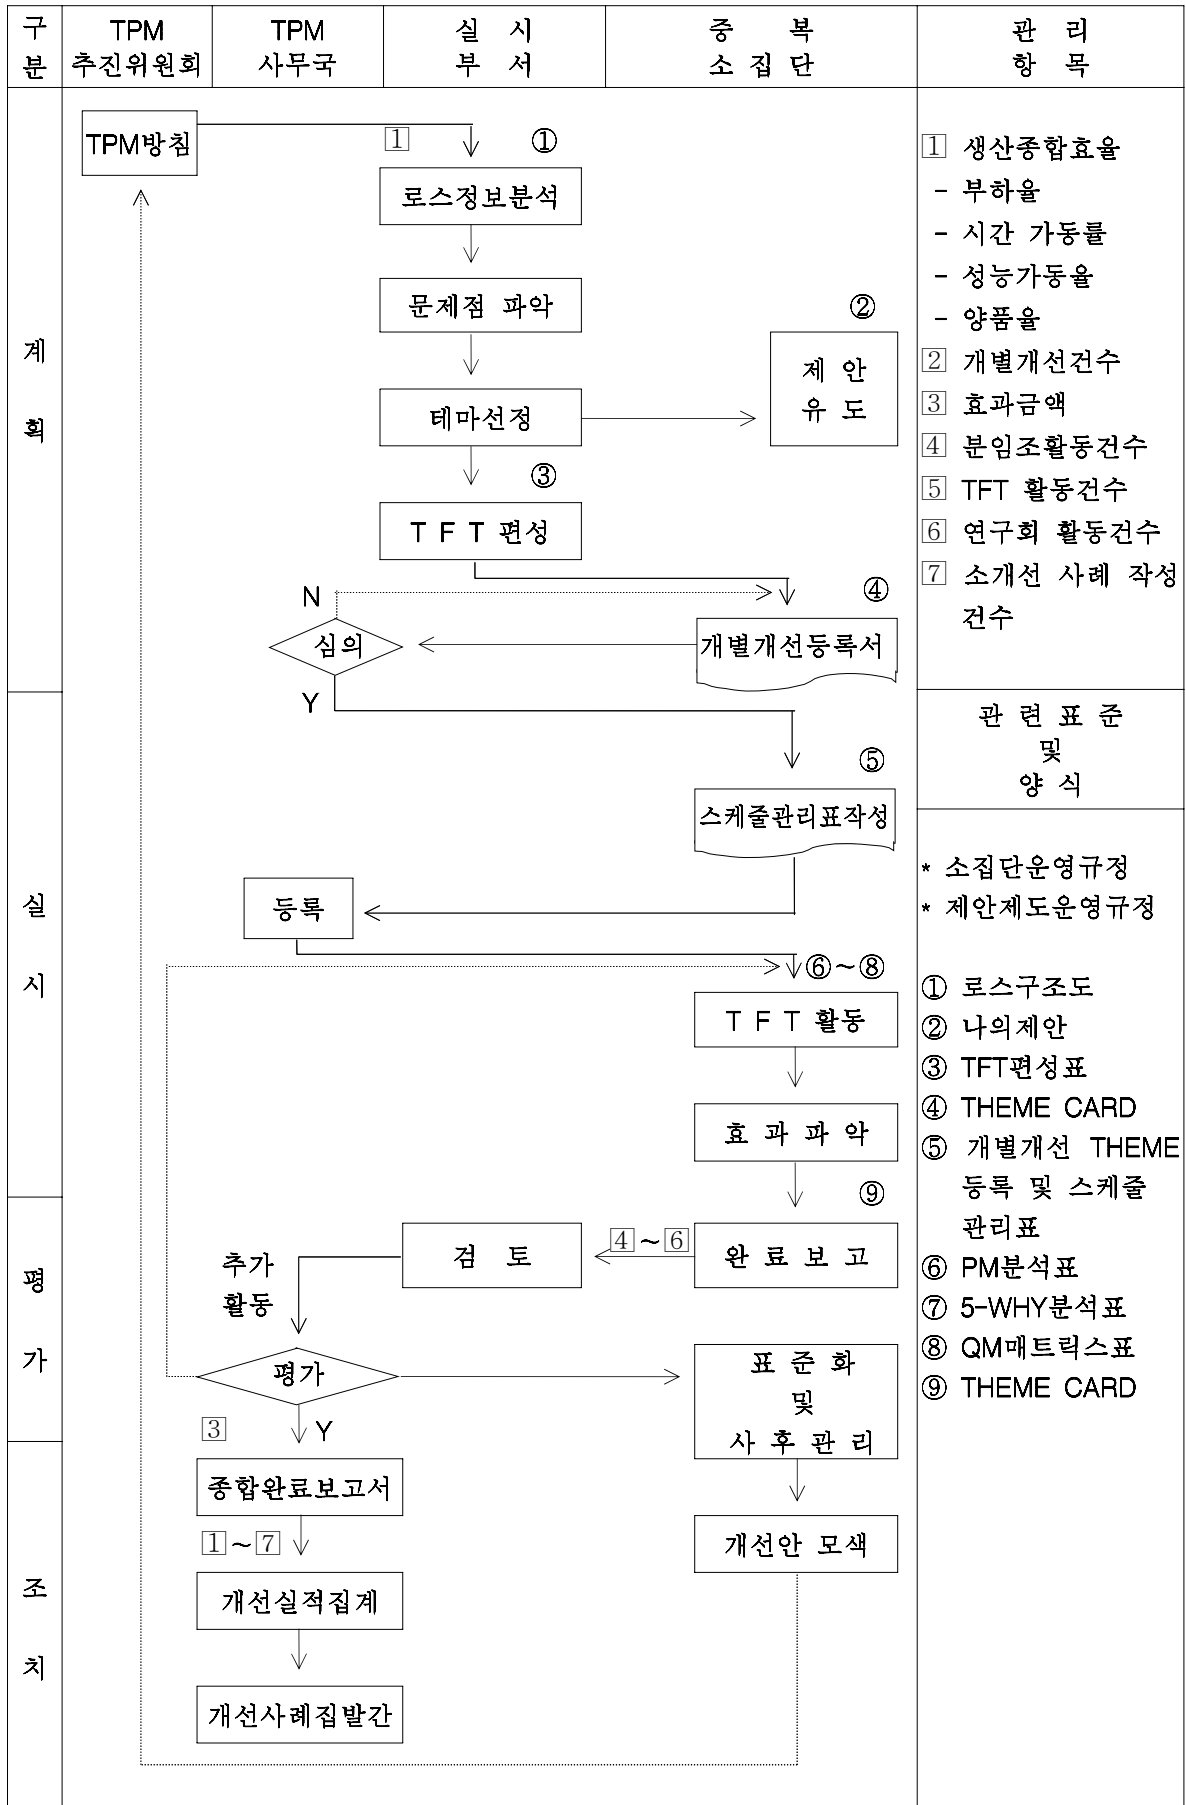 구 분
TPM 추진위원회
TPM 사무국
실 시 부 서
중 복 소 집 단
관 리 항 목
계 획
TPM방침
1
①
로스정보분석
문제점 파악
②
제 안
유 도
테마선정
③
T F T 편성
N
④
심의
개별개선등록서
Y
실 시
⑤
스케줄관리표작성
등록
⑥~⑧
T F T 활동
효 과 파 악
⑨
평 가
추가
활동
검 토
4~6
완 료 보 고
평가
표 준 화
및
사 후 관 리
3
Y
조 치
종합완료보고서
1~7
개선안 모색
개선실적집계
개선사례집발간
1 생산종합효율
- 부하율
- 시간 가동률
- 성능가동율
- 양품율
2 개별개선건수
3 효과금액
4 분임조활동건수
5 TFT 활동건수
6 연구회 활동건수
7 소개선 사례 작성
건수
관 련 표 준
및
양 식
* 소집단운영규정
* 제안제도운영규정
① 로스구조도
② 나의제안
③ TFT편성표
④ THEME CARD
⑤ 개별개선 THEME
등록 및 스케줄
관리표
⑥ PM분석표
⑦ 5-WHY분석표
⑧ QM매트릭스표
⑨ THEME CARD